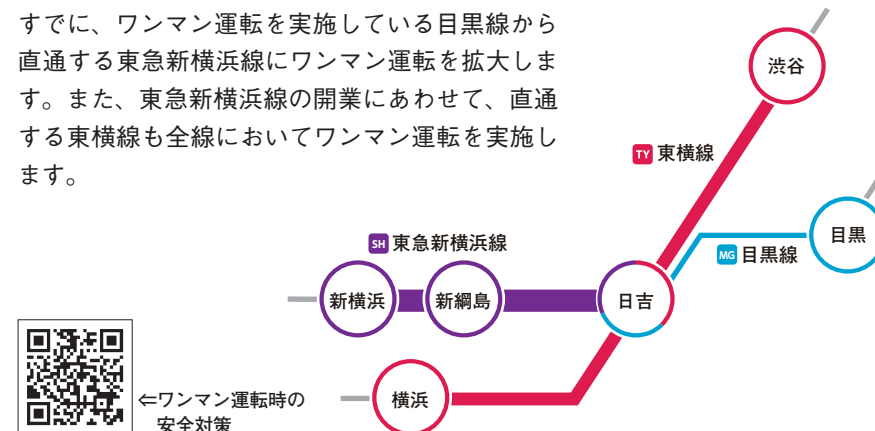 すでに、ワンマン運転を実施している目黒線から
直通する東急新横浜線にワンマン運転を拡大しま
す。また、東急新横浜線の開業にあわせて、直通
する東横線も全線においてワンマン運転を実施し
ます。
渋谷
TY 東横線
目黒
MG 目黒線
SH 東急新横浜線
新横浜
新綱島
日吉
横浜
⇐ワンマン運転時の
安全対策